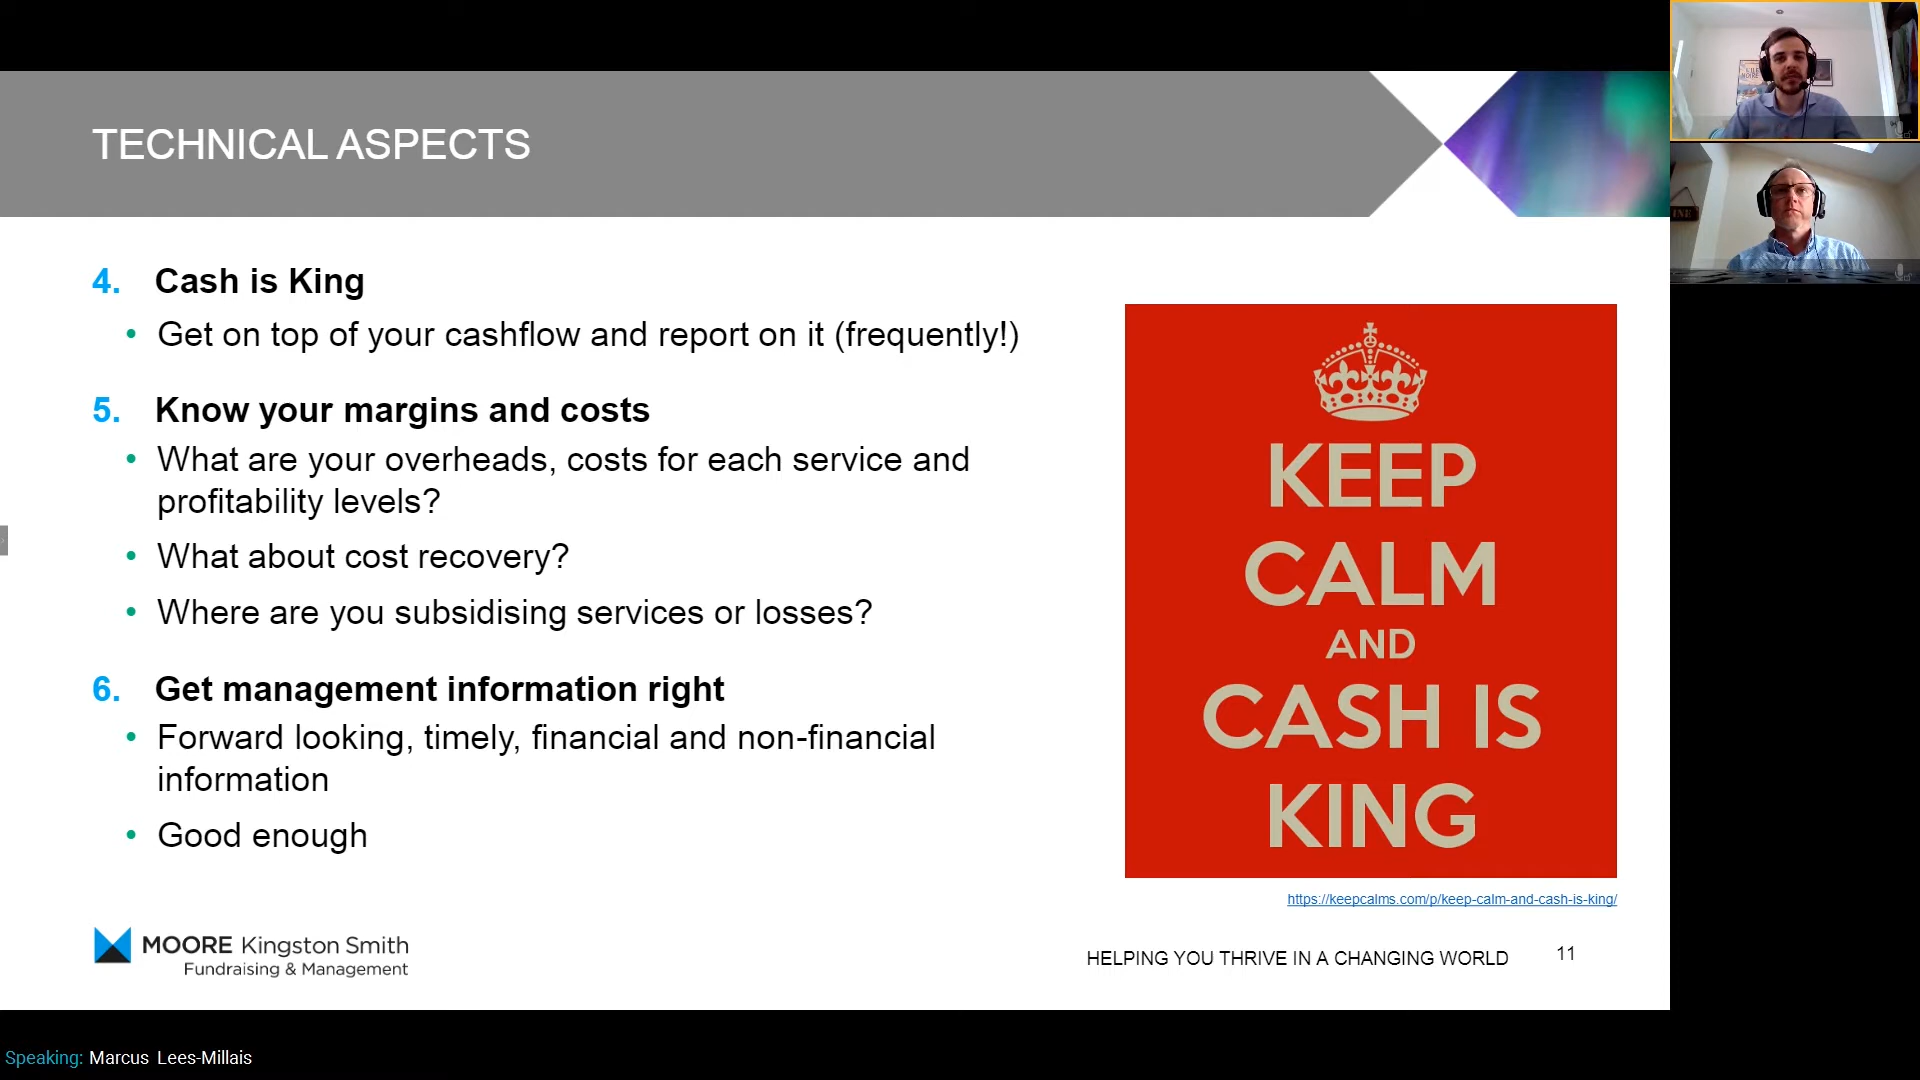 TECHNICAL ASPECTS
4. Cash is King
• Get on top of your cashflow and report on it (frequently!)
5. Know your margins and costs
• What are your overheads, costs for each service and
profitability levels?
• What about cost recovery?
• Where are you subsidising services or losses?
6. Get management information right
• Forward looking, timely, financial and non-financial
information
• Good enough
KEEP
CALM
AND
CASH IS
KING
https://keepcalms.com/p/keep-calm-and-cash-is-king/
MOORE Kingston Smith
Fundraising & Management
HELPING YOU THRIVE IN A CHANGING WORLD 11
Speaking: Marcus Lees-Millais